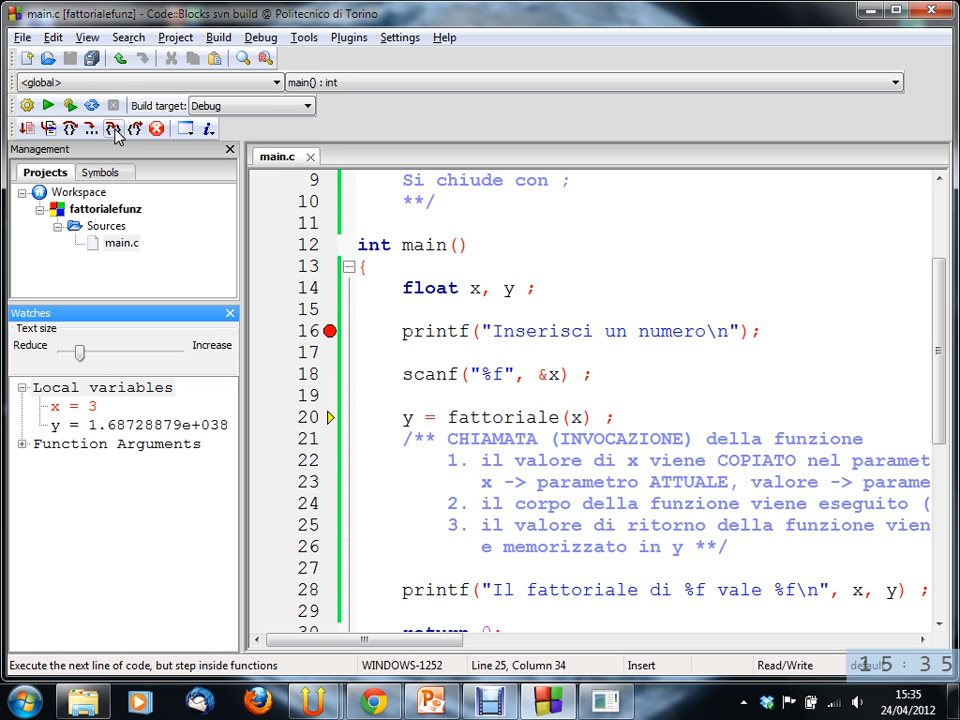 main.c [fattorialefunz] - Code::Blocks svn build @ Politecnico di Torino
File Edit View Search Project Build Debug Tools Plugins Settings Help
<global> main() : int
Build target: Debug
Management
Projects Symbols
Workspace
fattorialefunz
Sources
main.c
Watches
Text size
Reduce Increase
Local variables
x = 3
y = 1.68728879e+038
Function Arguments
main.c
9 Si chiude con ;
10 **/
11
12 int main()
13 {
14 float x, y ;
15
16 printf("Inserisci un numero\n");
17
18 scanf("%f", &x) ;
19
20 y = fattoriale(x) ;
21 /** CHIAMATA (INVOCAZIONE) della funzione
22 1. il valore di x viene COPIATO nel paramet
23 x -> parametro ATTUALE, valore -> parame
24 2. il corpo della funzione viene eseguito (
25 3. il valore di ritorno della funzione vien
26 e memorizzato in y **/
27
28 printf("Il fattoriale di %f vale %f\n", x, y) ;
29
30 return 0;
Execute the next line of code, but step inside functions WINDOWS-1252 Line 25, Column 34 Insert Read/Write default
15:35
15:35
24/04/2012